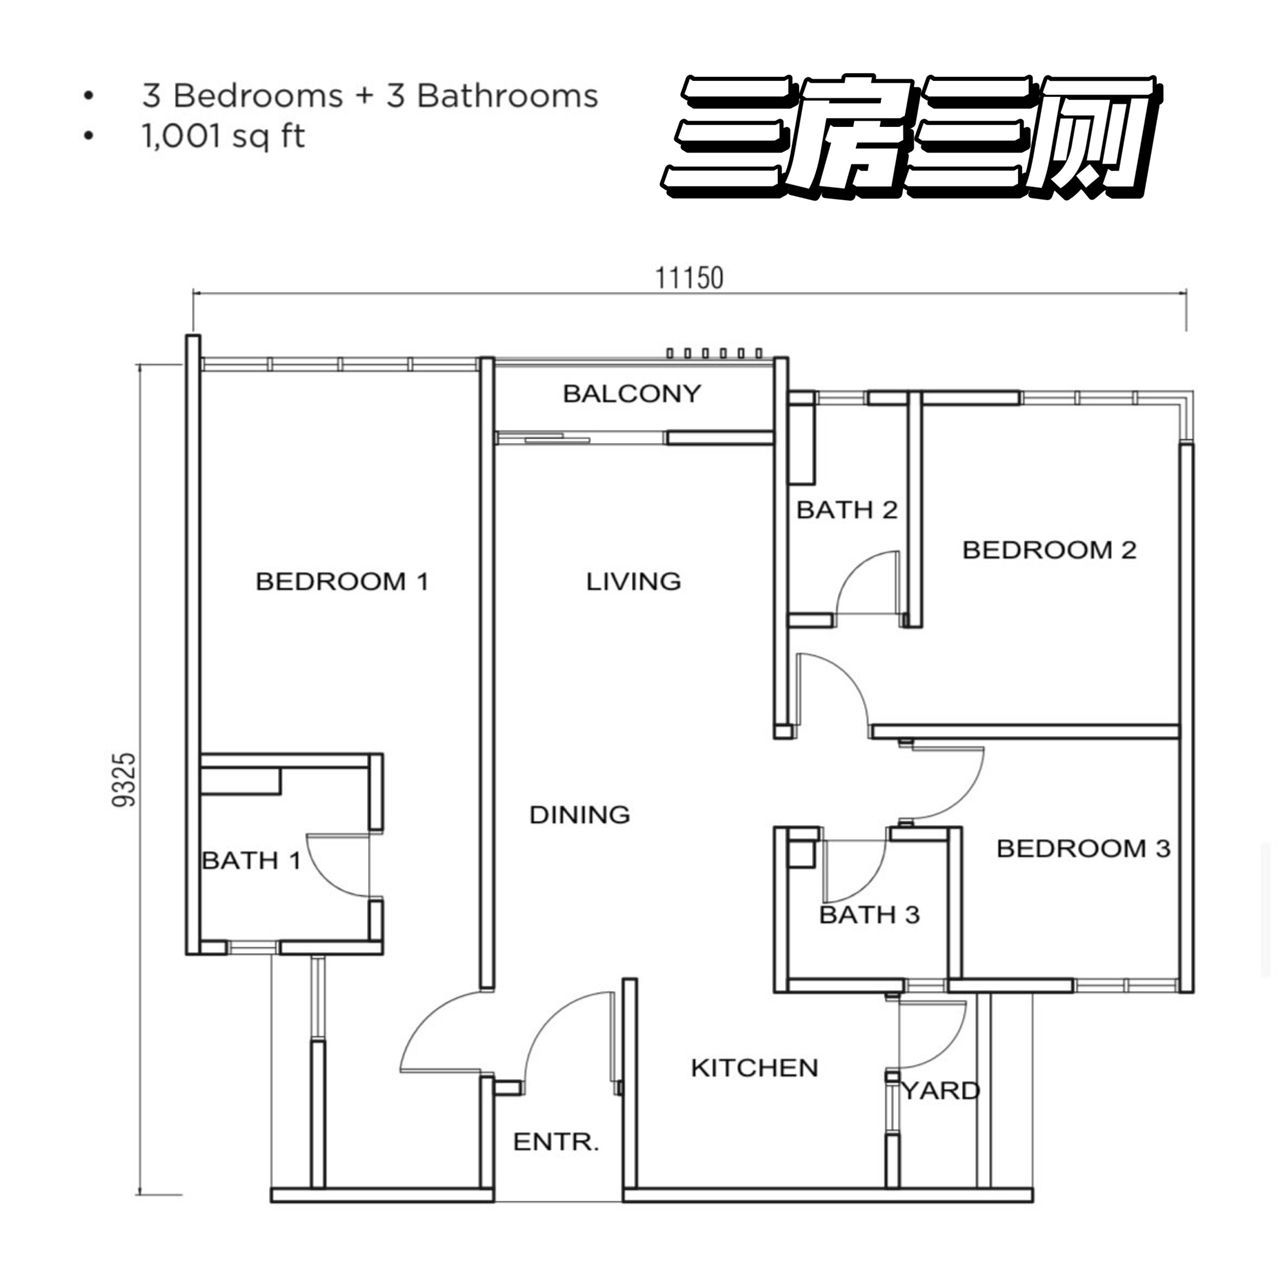 • 3 Bedrooms + 3 Bathrooms
• 1,001 sq ft
三房三厕
11150
BALCONY
BATH 2
BEDROOM 2
BEDROOM 1
LIVING
9325
DINING
BEDROOM 3
BATH 1
BATH 3
KITCHEN
YARD
ENTR.